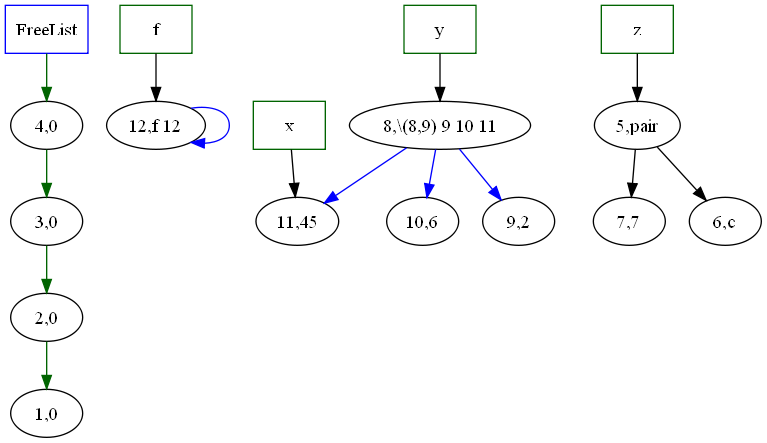 FreeList
f
y
z
4,0
12,f 12
x
8,\(8,9) 9 10 11
5,pair
3,0
11,45
10,6
9,2
7,7
6,c
2,0
1,0